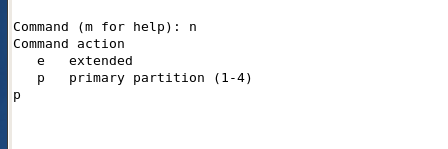 Command (m for help): n
Command action
   e   extended
   p   primary partition (1-4)
p